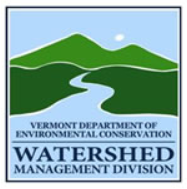 VERMONT DEPARTMENT OF
ENVIRONMENTAL CONSERVATION
WATERSHED
MANAGEMENT DIVISION